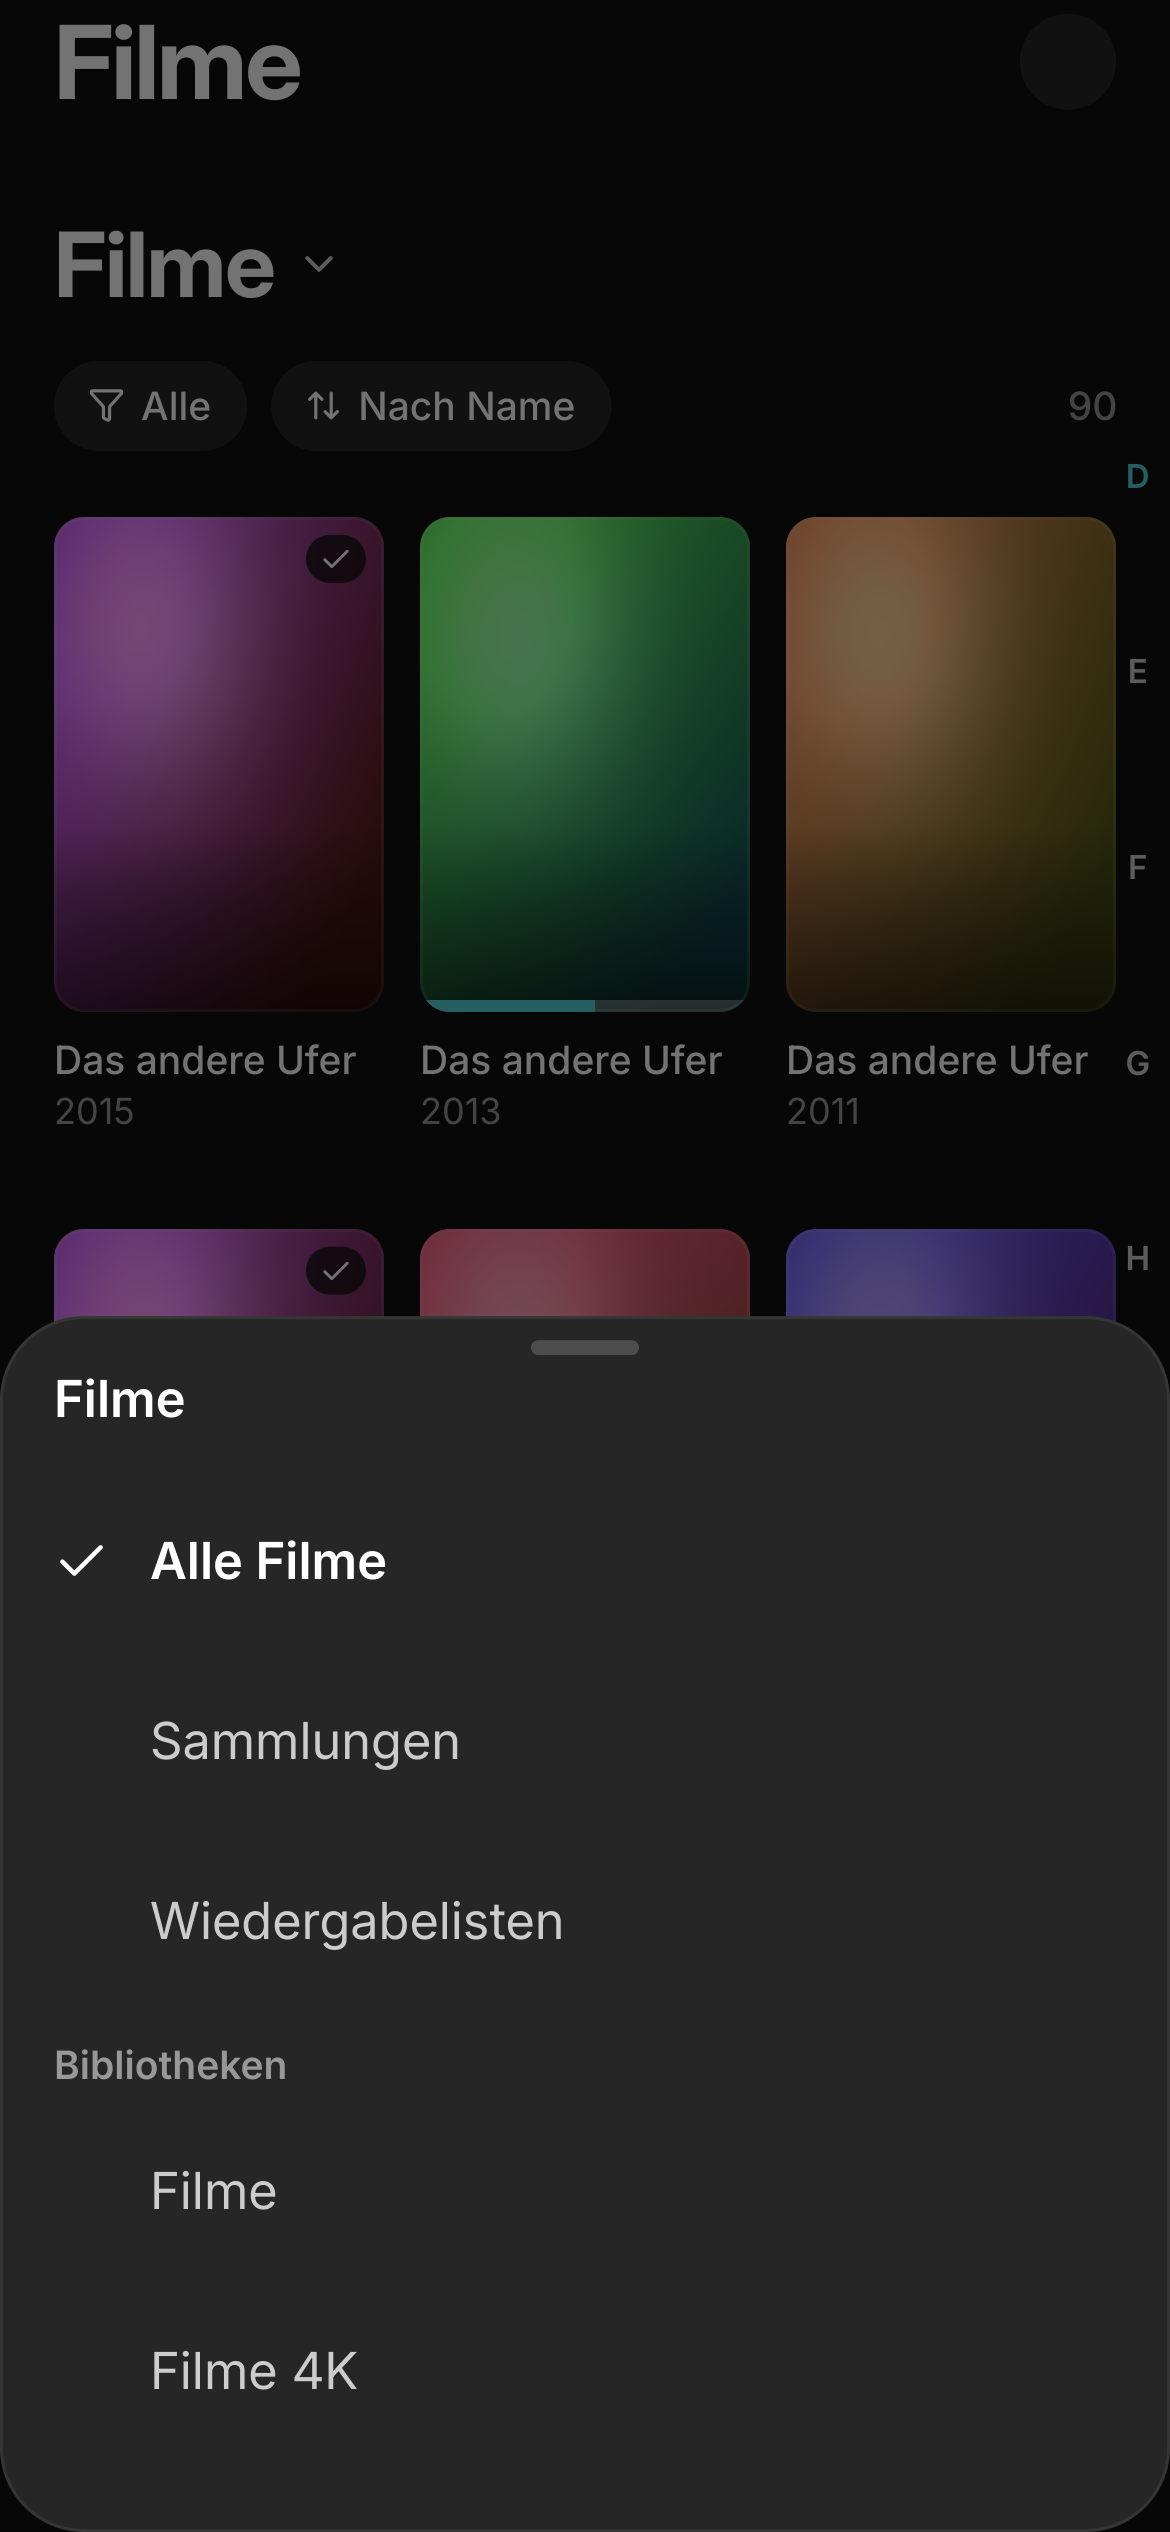 Filme
Filme
Alle
Nach Name
90
D
E
F
Das andere Ufer
2015
Das andere Ufer
2013
Das andere Ufer
2011
G
H
Filme
Alle Filme
Sammlungen
Wiedergabelisten
Bibliotheken
Filme
Filme 4K